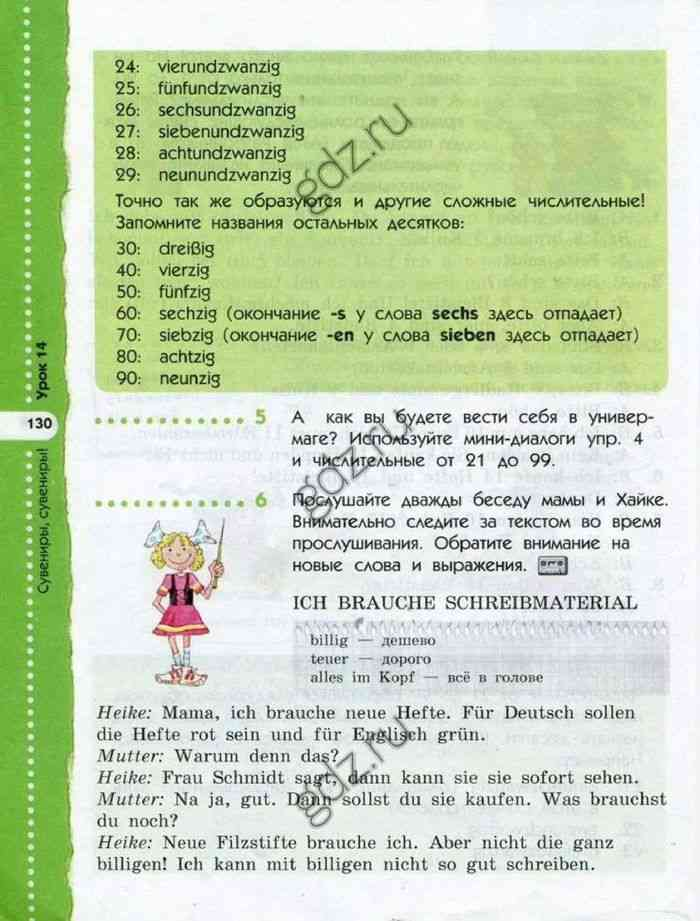 24: vierundzwanzig
25: fünfundzwanzig
26: sechsundzwanzig
27: siebenundzwanzig
28: achtundzwanzig
29: neunundzwanzig
Точно так же образуются и другие сложные числительные!
Запомните названия остальных десятков:
30: dreißig
40: vierzig
50: fünfzig
60: sechzig (окончание -s у слова sechs здесь отпадает)
70: siebzig (окончание -en у слова sieben здесь отпадает)
80: achtzig
90: neunzig
Урок 14
130
Сувениры, сувениры!
5 А как вы будете вести себя в универ-
маге? Используйте мини-диалоги упр. 4
и числительные от 21 до 99.
6 Послушайте дважды беседу мамы и Хайке.
Внимательно следите за текстом во время
прослушивания. Обратите внимание на
новые слова и выражения.
ICH BRAUCHE SCHREIBMATERIAL
billig — дешево
teuer — дорого
alles im Kopf — всё в голове
Heike: Mama, ich brauche neue Hefte. Für Deutsch sollen
die Hefte rot sein und für Englisch grün.
Mutter: Warum denn das?
Heike: Frau Schmidt sagt, dann kann sie sie sofort sehen.
Mutter: Na ja, gut. Dann sollst du sie kaufen. Was brauchst
du noch?
Heike: Neue Filzstifte brauche ich. Aber nicht die ganz
billigen! Ich kann mit billigen nicht so gut schreiben.
gdz.ru
gdz.ru
gdz.ru